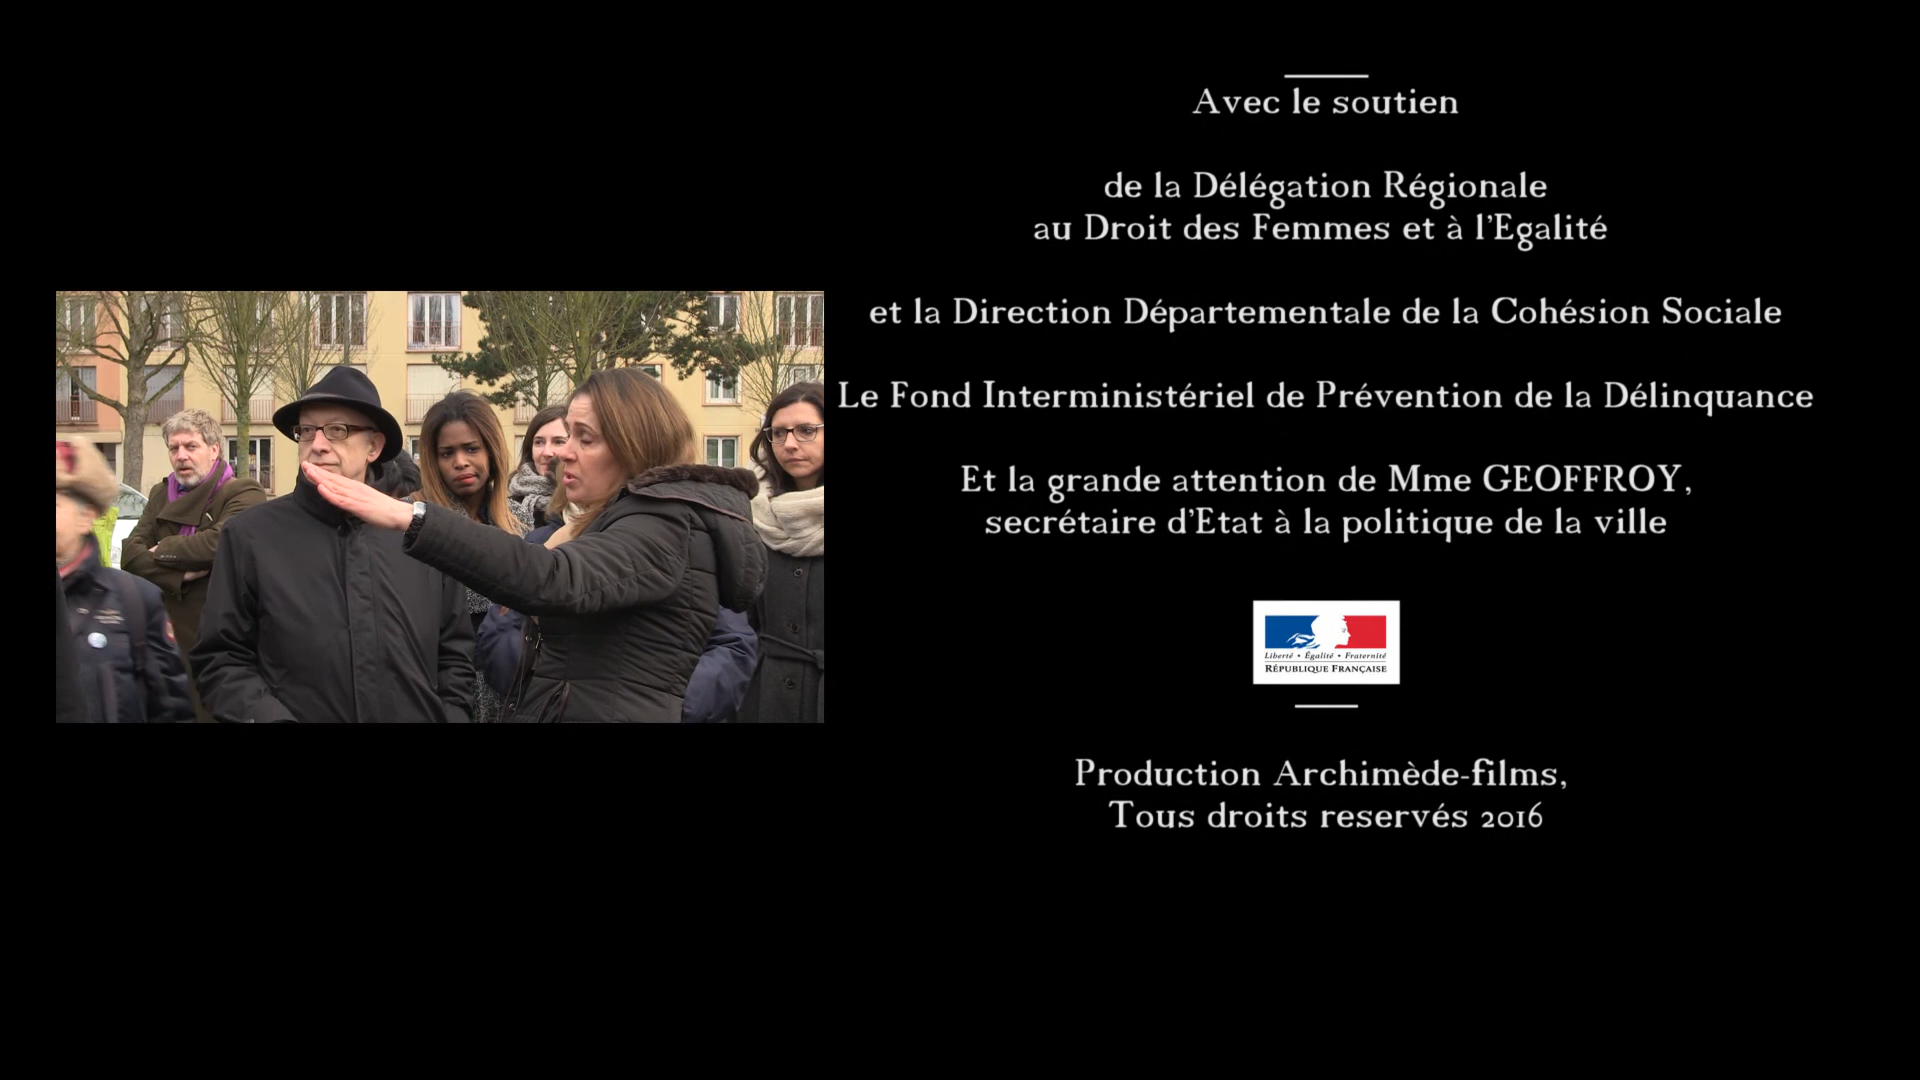 Avec le soutien
de la Délégation Régionale
au Droit des Femmes et à l'Egalité
et la Direction Départementale de la Cohésion Sociale
Le Fond Interministériel de Prévention de la Délinquance
Et la grande attention de Mme GEOFFROY,
secrétaire d'Etat à la politique de la ville
Liberté • Égalité • Fraternité
RÉPUBLIQUE FRANÇAISE
Production Archimède-films,
Tous droits reservés 2016